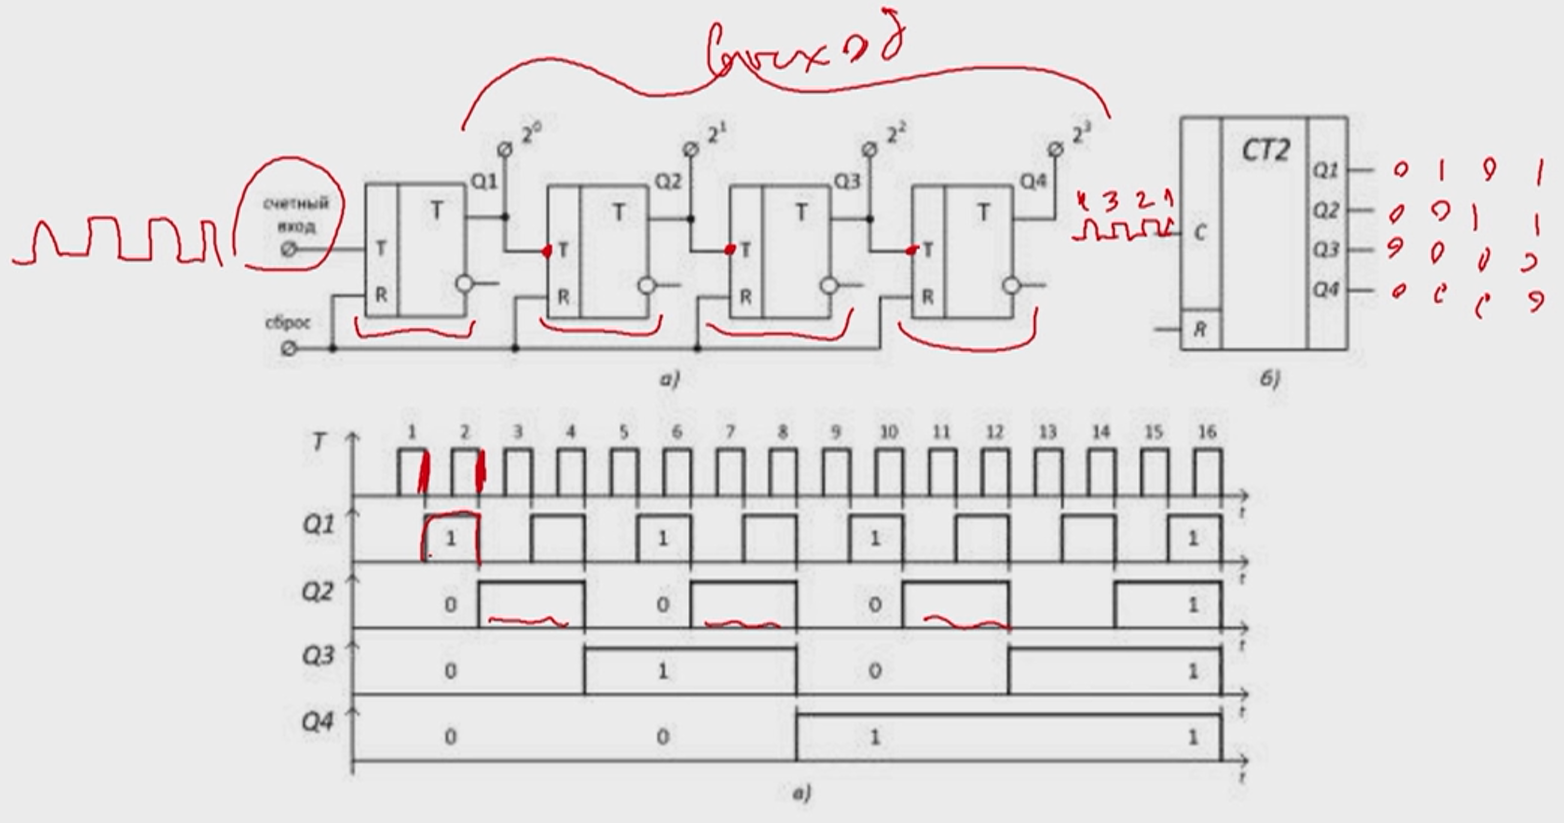 выход
2⁰ 2¹ 2² 2³
Q1 Q2 Q3 Q4
счетный
вход
T T T T
T T T T
R R R R
сброс
а)
CT2
4 3 2 1
C
R
Q1 0 1 0 1
Q2 0 0 1 1
Q3 0 0 0 0
Q4 0 0 0 0
б)
T 1 2 3 4 5 6 7 8 9 10 11 12 13 14 15 16
t
Q1 1 1 1 1
t
Q2 0 0 0 1
t
Q3 0 1 0 1
t
Q4 0 0 1 1
t
в)